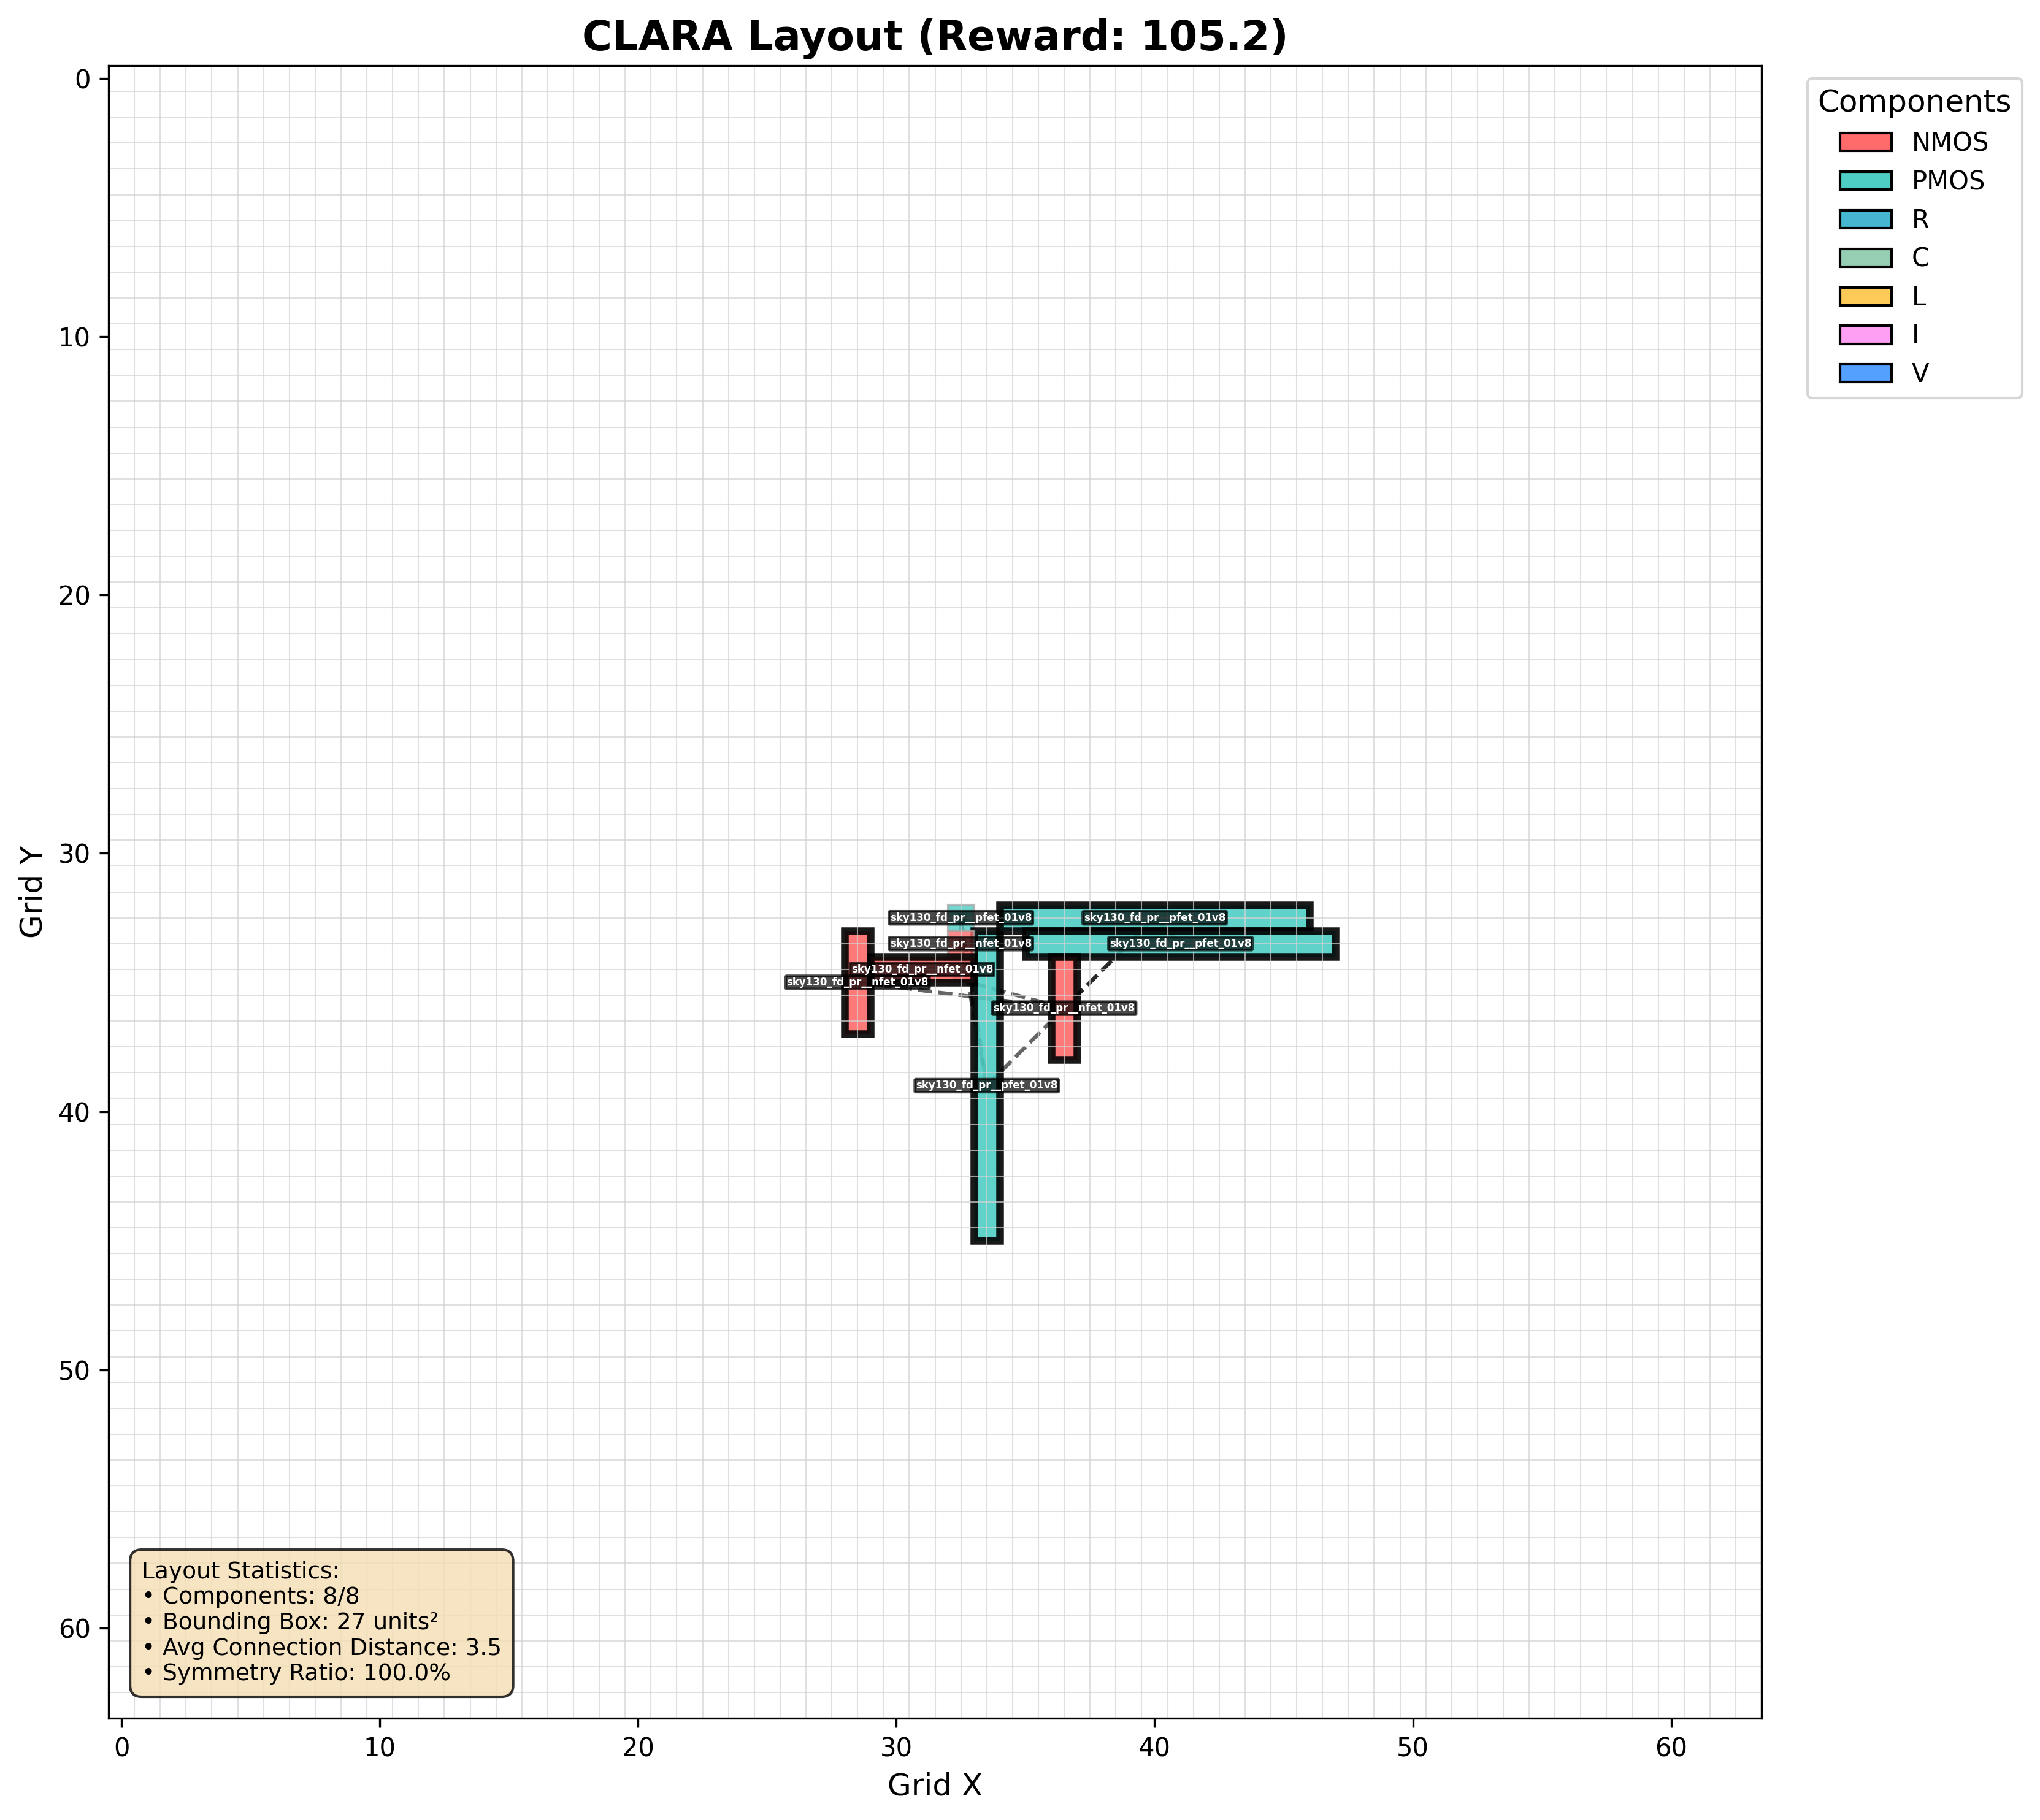 CLARA Layout (Reward: 105.2)
Components
NMOS
PMOS
R
C
L
I
V
0
10
20
30
40
50
60
Grid Y
sky130_fd_pr__pfet_01v8
sky130_fd_pr__pfet_01v8
sky130_fd_pr__nfet_01v8
sky130_fd_pr__pfet_01v8
sky130_fd_pr__nfet_01v8
sky130_fd_pr__nfet_01v8
sky130_fd_pr__nfet_01v8
sky130_fd_pr__pfet_01v8
Layout Statistics:
• Components: 8/8
• Bounding Box: 27 units²
• Avg Connection Distance: 3.5
• Symmetry Ratio: 100.0%
0
10
20
30
40
50
60
Grid X